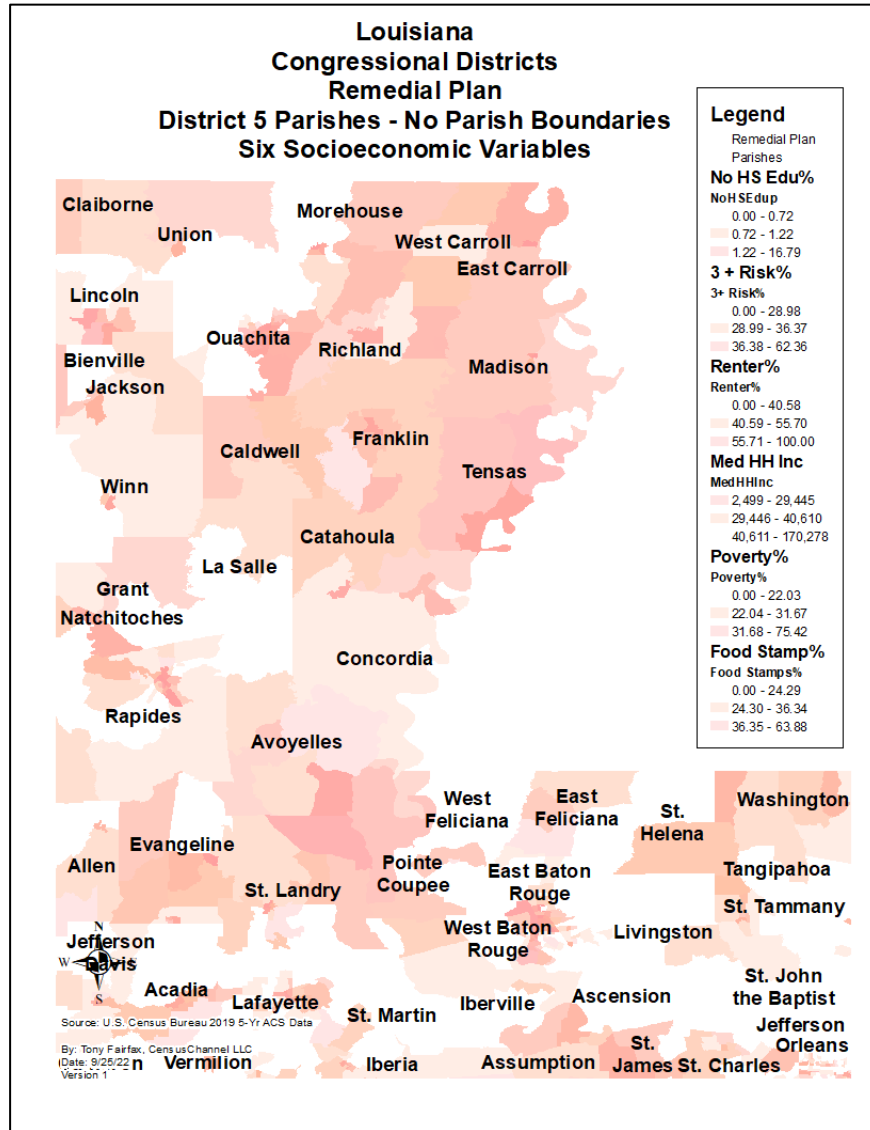 Louisiana
Congressional Districts
Remedial Plan
District 5 Parishes - No Parish Boundaries
Six Socioeconomic Variables
Legend
Remedial Plan
Parishes
No HS Edu%
NoHSEdup
0.00 - 0.72
0.72 - 1.22
1.22 - 16.79
3 + Risk%
3+ Risk%
0.00 - 28.98
28.99 - 36.37
36.38 - 62.36
Renter%
Renter%
0.00 - 40.58
40.59 - 55.70
55.71 - 100.00
Med HH Inc
MedHHInc
2,499 - 29,445
29,446 - 40,610
40,611 - 170,278
Poverty%
Poverty%
0.00 - 22.03
22.04 - 31.67
31.68 - 75.42
Food Stamp%
Food Stamps%
0.00 - 24.29
24.30 - 36.34
36.35 - 63.88
Claiborne
Morehouse
Union
West Carroll
East Carroll
Lincoln
Ouachita
Richland
Bienville
Madison
Jackson
Franklin
Caldwell
Tensas
Winn
Catahoula
La Salle
Grant
Natchitoches
Concordia
Rapides
Avoyelles
West
Feliciana
East
Feliciana
St.
Helena
Washington
Evangeline
Allen
Pointe
Coupee
East Baton
Rouge
Tangipahoa
St. Landry
St. Tammany
West Baton
Rouge
Livingston
N
Jefferson
W
E
Davis
S
St. John
the Baptist
Acadia
Lafayette
St. Martin
Iberville
Ascension
Jefferson
Orleans
Source: U.S. Census Bureau 2019 5-Yr ACS Data
By: Tony Fairfax, CensusChannel LLC
Date: 9/25/22
Version 1
Vermilion
Iberia
Assumption
St.
James
St. Charles